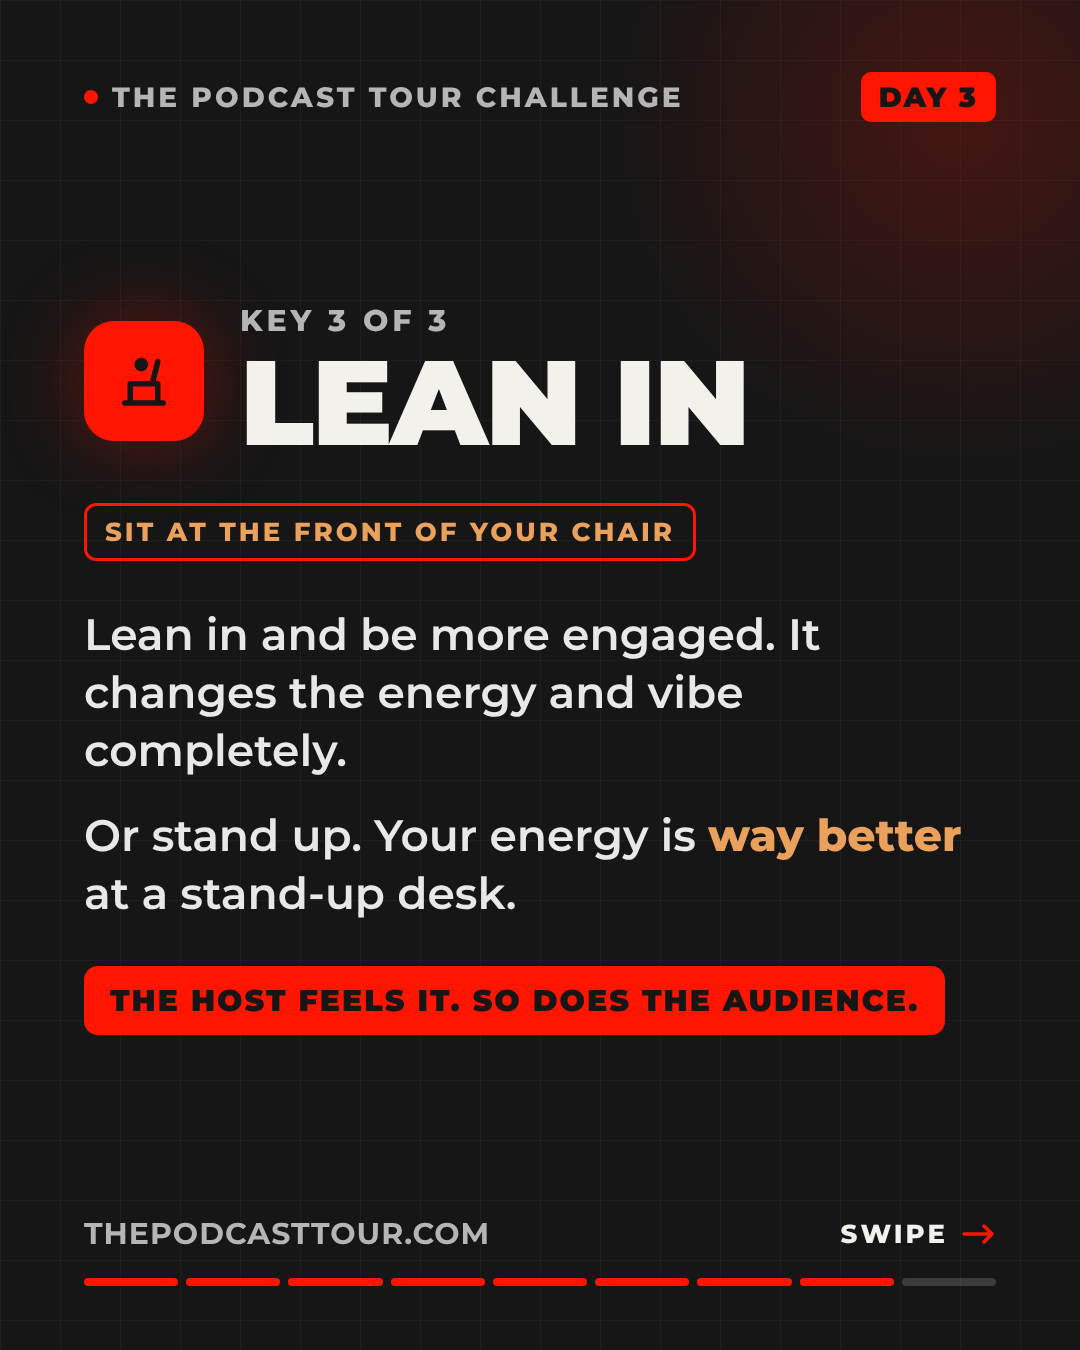 THE PODCAST TOUR CHALLENGE
DAY 3
KEY 3 OF 3
LEAN IN
SIT AT THE FRONT OF YOUR CHAIR
Lean in and be more engaged. It
changes the energy and vibe
completely.
Or stand up. Your energy is way better
at a stand-up desk.
THE HOST FEELS IT. SO DOES THE AUDIENCE.
THEPODCASTTOUR.COM
SWIPE →